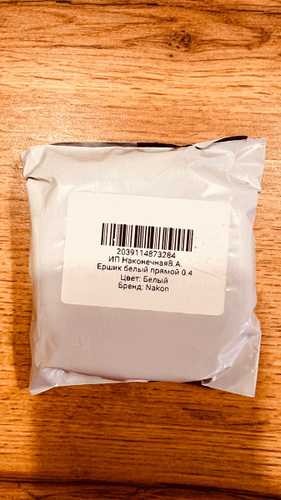 2039114873284
ИП НаконечнаяВ.А.
Ершик белый прямой 0.4
Цвет: Белый
Бренд: Nakon